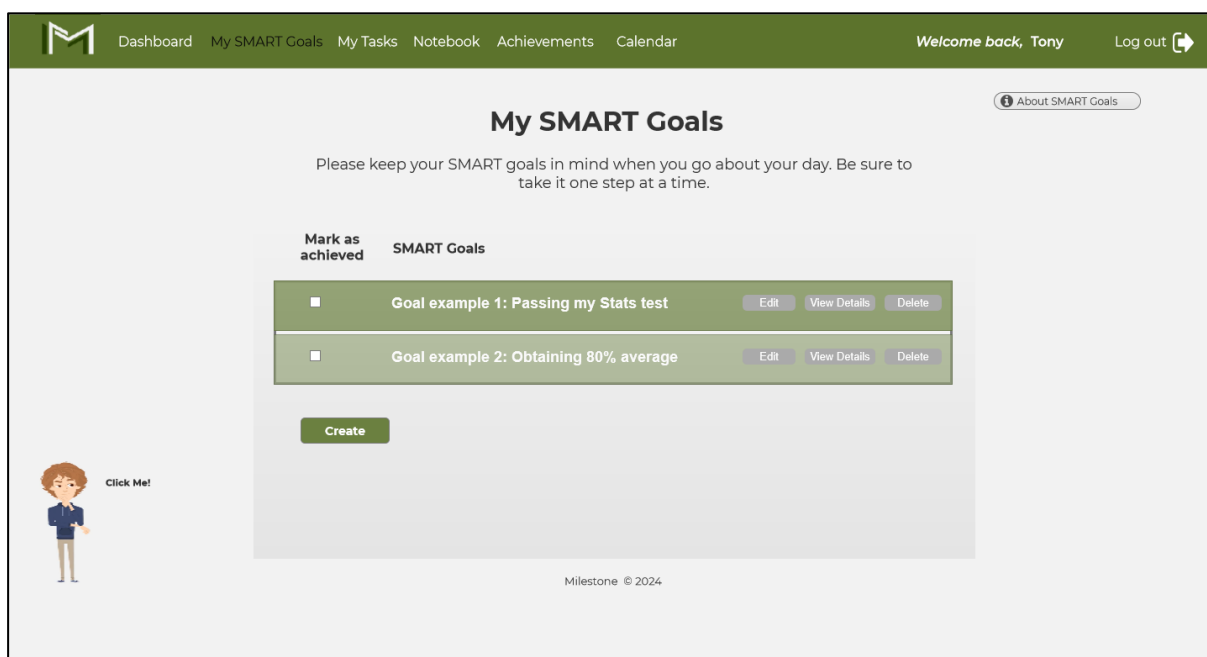 Dashboard My SMART Goals My Tasks Notebook Achievements Calendar Welcome back, Tony Log out
About SMART Goals
My SMART Goals
Please keep your SMART goals in mind when you go about your day. Be sure to
take it one step at a time.
Mark as
achieved
SMART Goals
Goal example 1: Passing my Stats test Edit View Details Delete
Goal example 2: Obtaining 80% average Edit View Details Delete
Create
Click Me!
Milestone © 2024